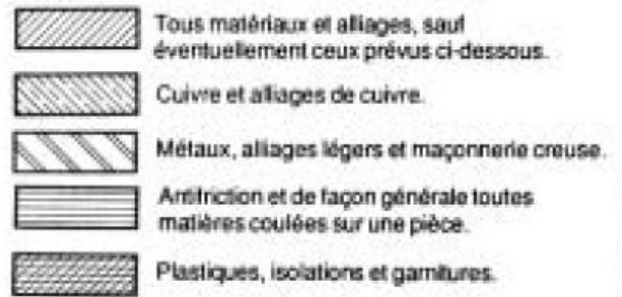 Tous matériaux et alliages, sauf
éventuellement ceux prévus ci-dessous.
Cuivre et alliages de cuivre.
Métaux, alliages légers et maçonnerie creuse.
Antifriction et de façon générale toutes
matières coulées sur une pièce.
Plastiques, isolations et garnitures.